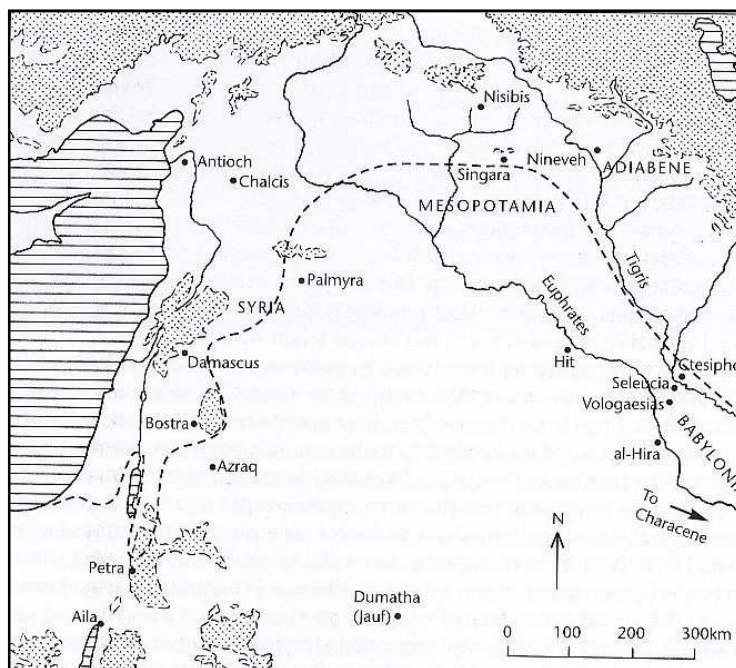 Nisibis
Antioch
Chalcis
Singara
Nineveh
ADIABENE
MESOPOTAMIA
Palmyra
SYRIA
Tigris
Euphrates
Damascus
Hit
Ctesiph
Seleucia
Vologaesias
Bostra
al-Hira
BABYLONI
Azraq
To
Characene
N
Petra
Dumatha
(Jauf)
Aila
0 100 200 300km